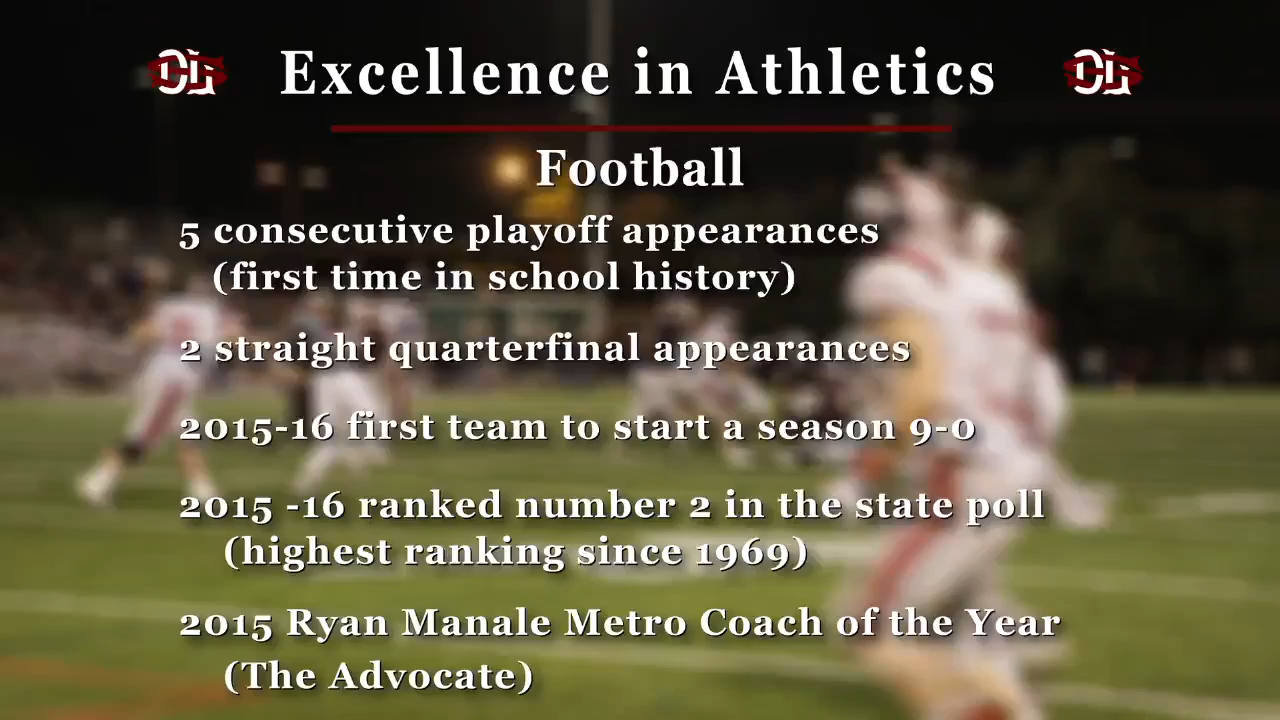 Excellence in Athletics
Football
5 consecutive playoff appearances
(first time in school history)
2 straight quarterfinal appearances
2015-16 first team to start a season 9-0
2015 -16 ranked number 2 in the state poll
(highest ranking since 1969)
2015 Ryan Manale Metro Coach of the Year
(The Advocate)